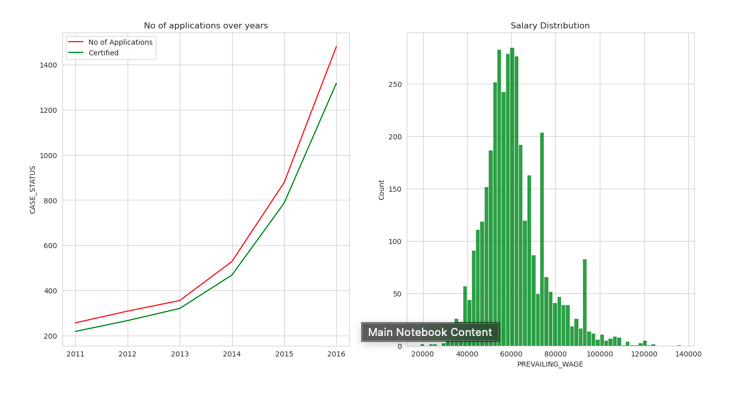 No of applications over years
No of Applications
Certified
CASE_STATUS
1400
1200
1000
800
600
400
200
2011 2012 2013 2014 2015 2016
Salary Distribution
Count
250
200
150
100
50
0
Main Notebook Content
20000 40000 60000 80000 100000 120000 140000
PREVAILING_WAGE